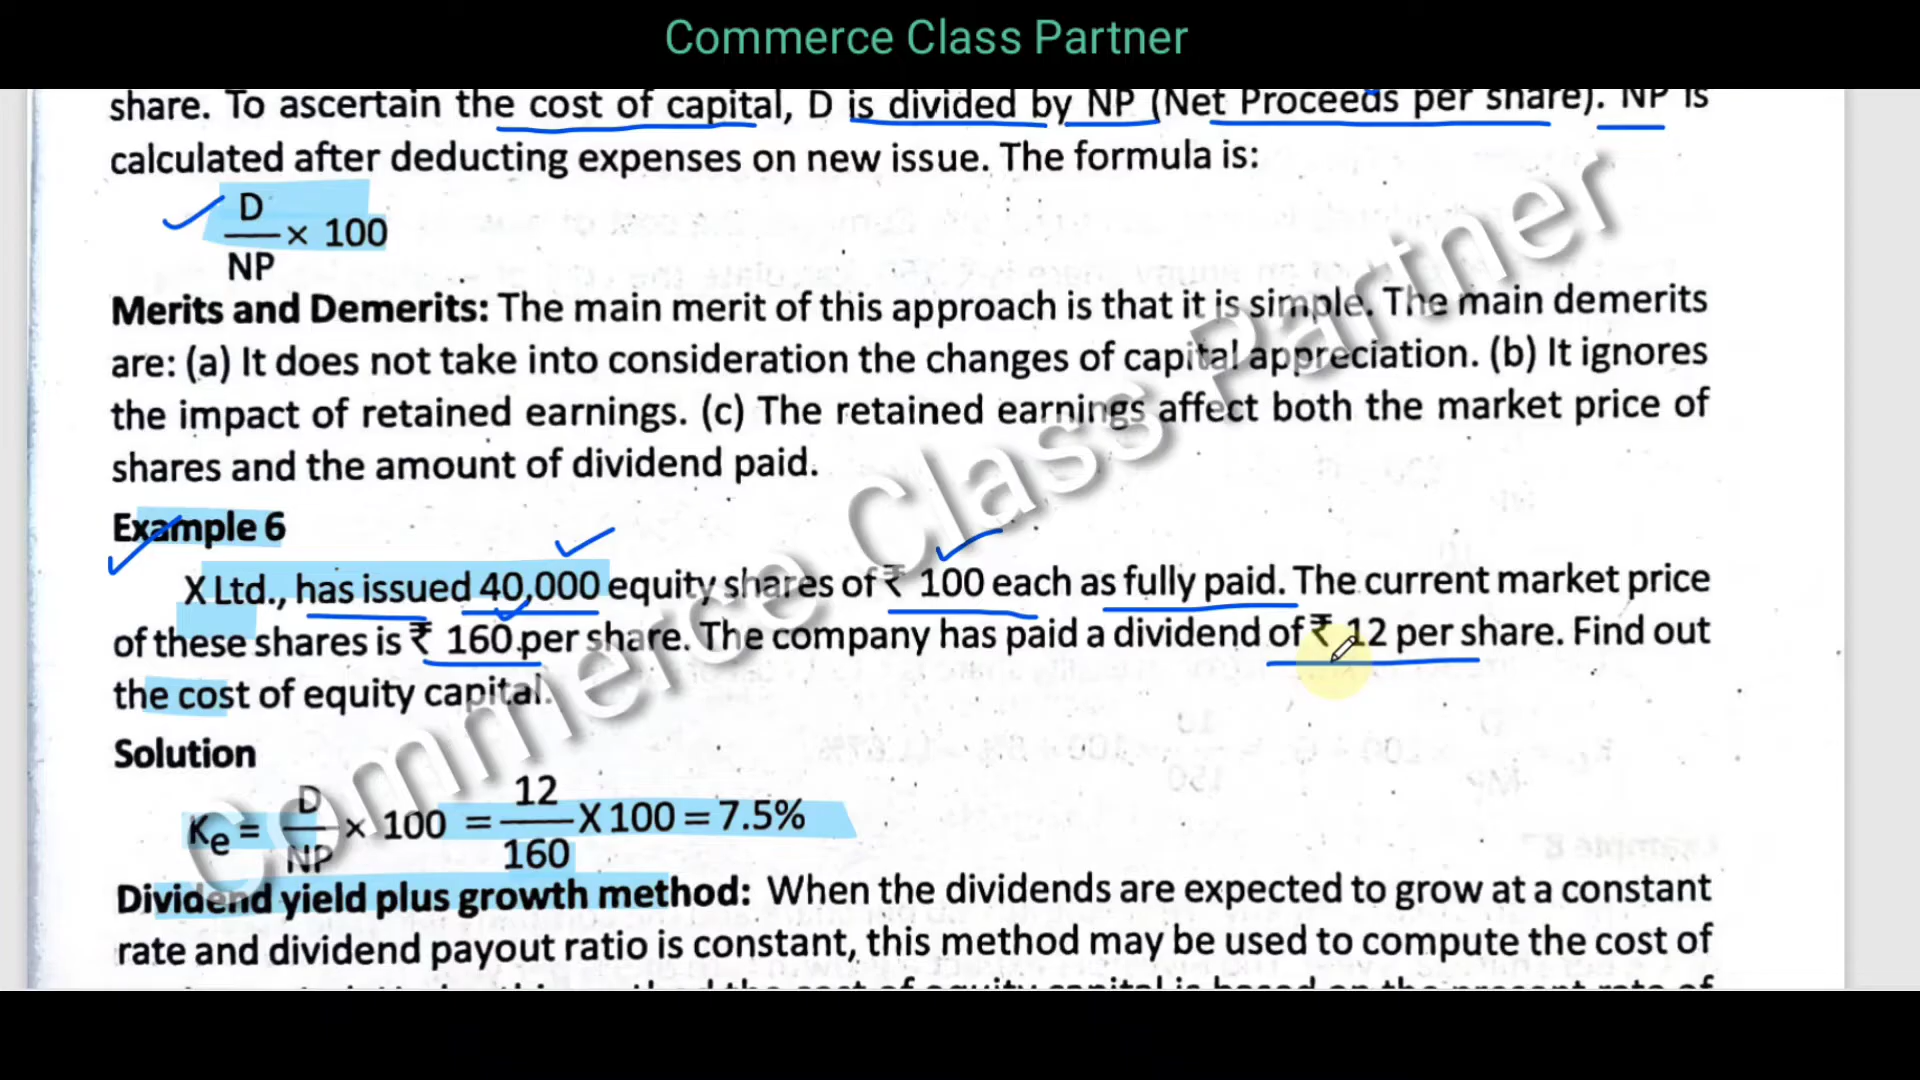 Commerce Class Partner
share. To ascertain the cost of capital, D is divided by NP (Net Proceeds per share). NP is
calculated after deducting expenses on new issue. The formula is:
D
× 100
NP
Merits and Demerits: The main merit of this approach is that it is simple. The main demerits
are: (a) It does not take into consideration the changes of capital appreciation. (b) It ignores
the impact of retained earnings. (c) The retained earnings affect both the market price of
shares and the amount of dividend paid.
Example 6
X Ltd., has issued 40,000 equity shares of ₹ 100 each as fully paid. The current market price
of these shares is ₹ 160 per share. The company has paid a dividend of ₹ 12 per share. Find out
the cost of equity capital.
Solution
Ke = D/NP × 100 = 12/160 X 100 = 7.5%
Dividend yield plus growth method: When the dividends are expected to grow at a constant
rate and dividend payout ratio is constant, this method may be used to compute the cost of
Commerce Class Partner